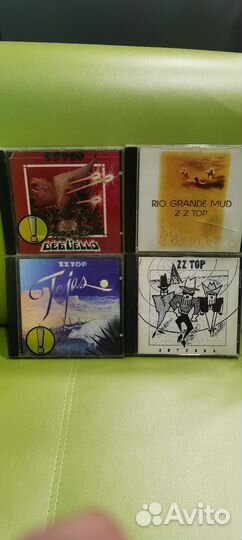 ZZ TOP
DEGÜELLO
!
RIO GRANDE MUD
ZZ TOP
ZZ TOP
Tejas
!
ZZ TOP
ANTENNA
Avito